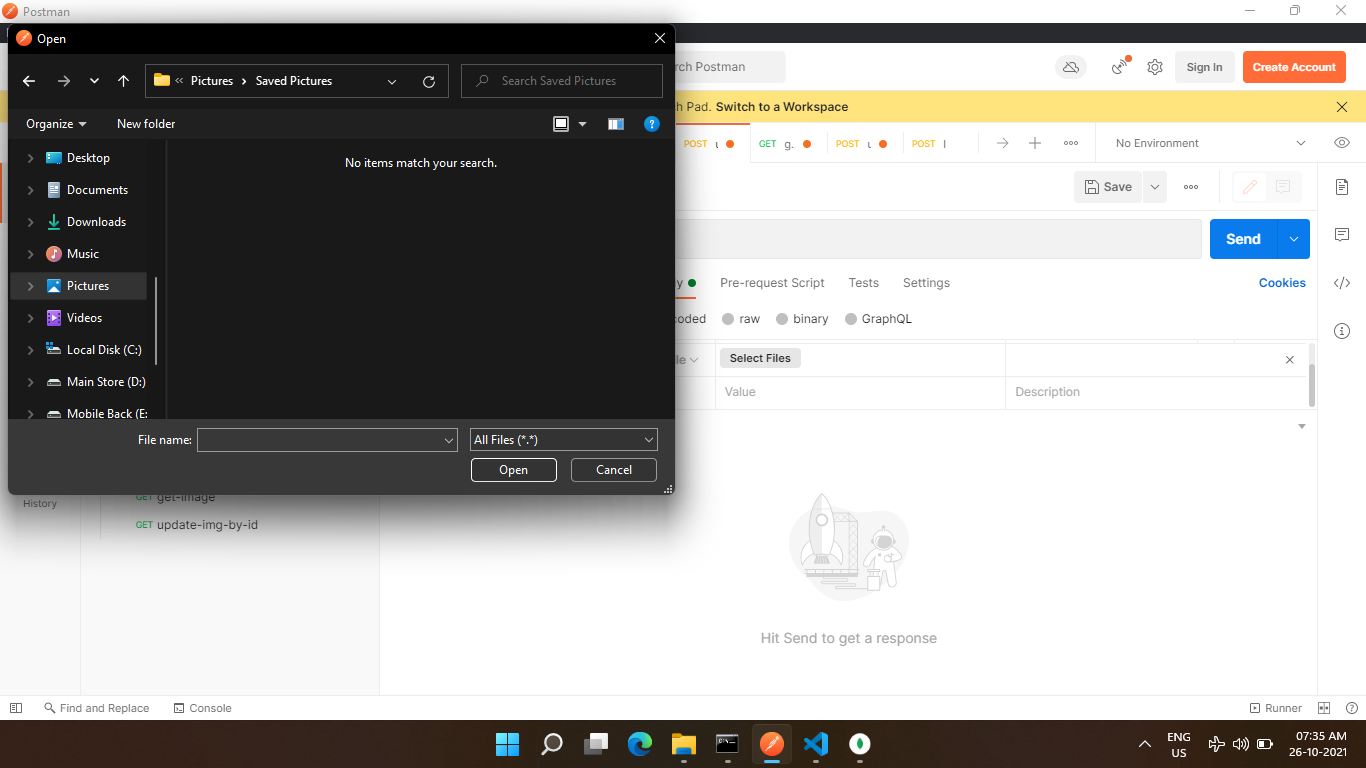 Postman
Open
Pictures
Saved Pictures
Search Saved Pictures
Organize
New folder
Desktop
Documents
Downloads
Music
Pictures
Videos
Local Disk (C:)
Main Store (D:)
Mobile Back (E:
No items match your search.
File name:
All Files (*.*)
Open
Cancel
rch Postman
Sign In
Create Account
h Pad. Switch to a Workspace
POST
GET g.
POST
POST
No Environment
Save
Send
y
Pre-request Script
Tests
Settings
Cookies
coded
raw
binary
GraphQL
le
Select Files
Value
Description
History
GET get-image
GET update-img-by-id
Hit Send to get a response
Find and Replace
Console
Runner
ENG
US
07:35 AM
26-10-2021